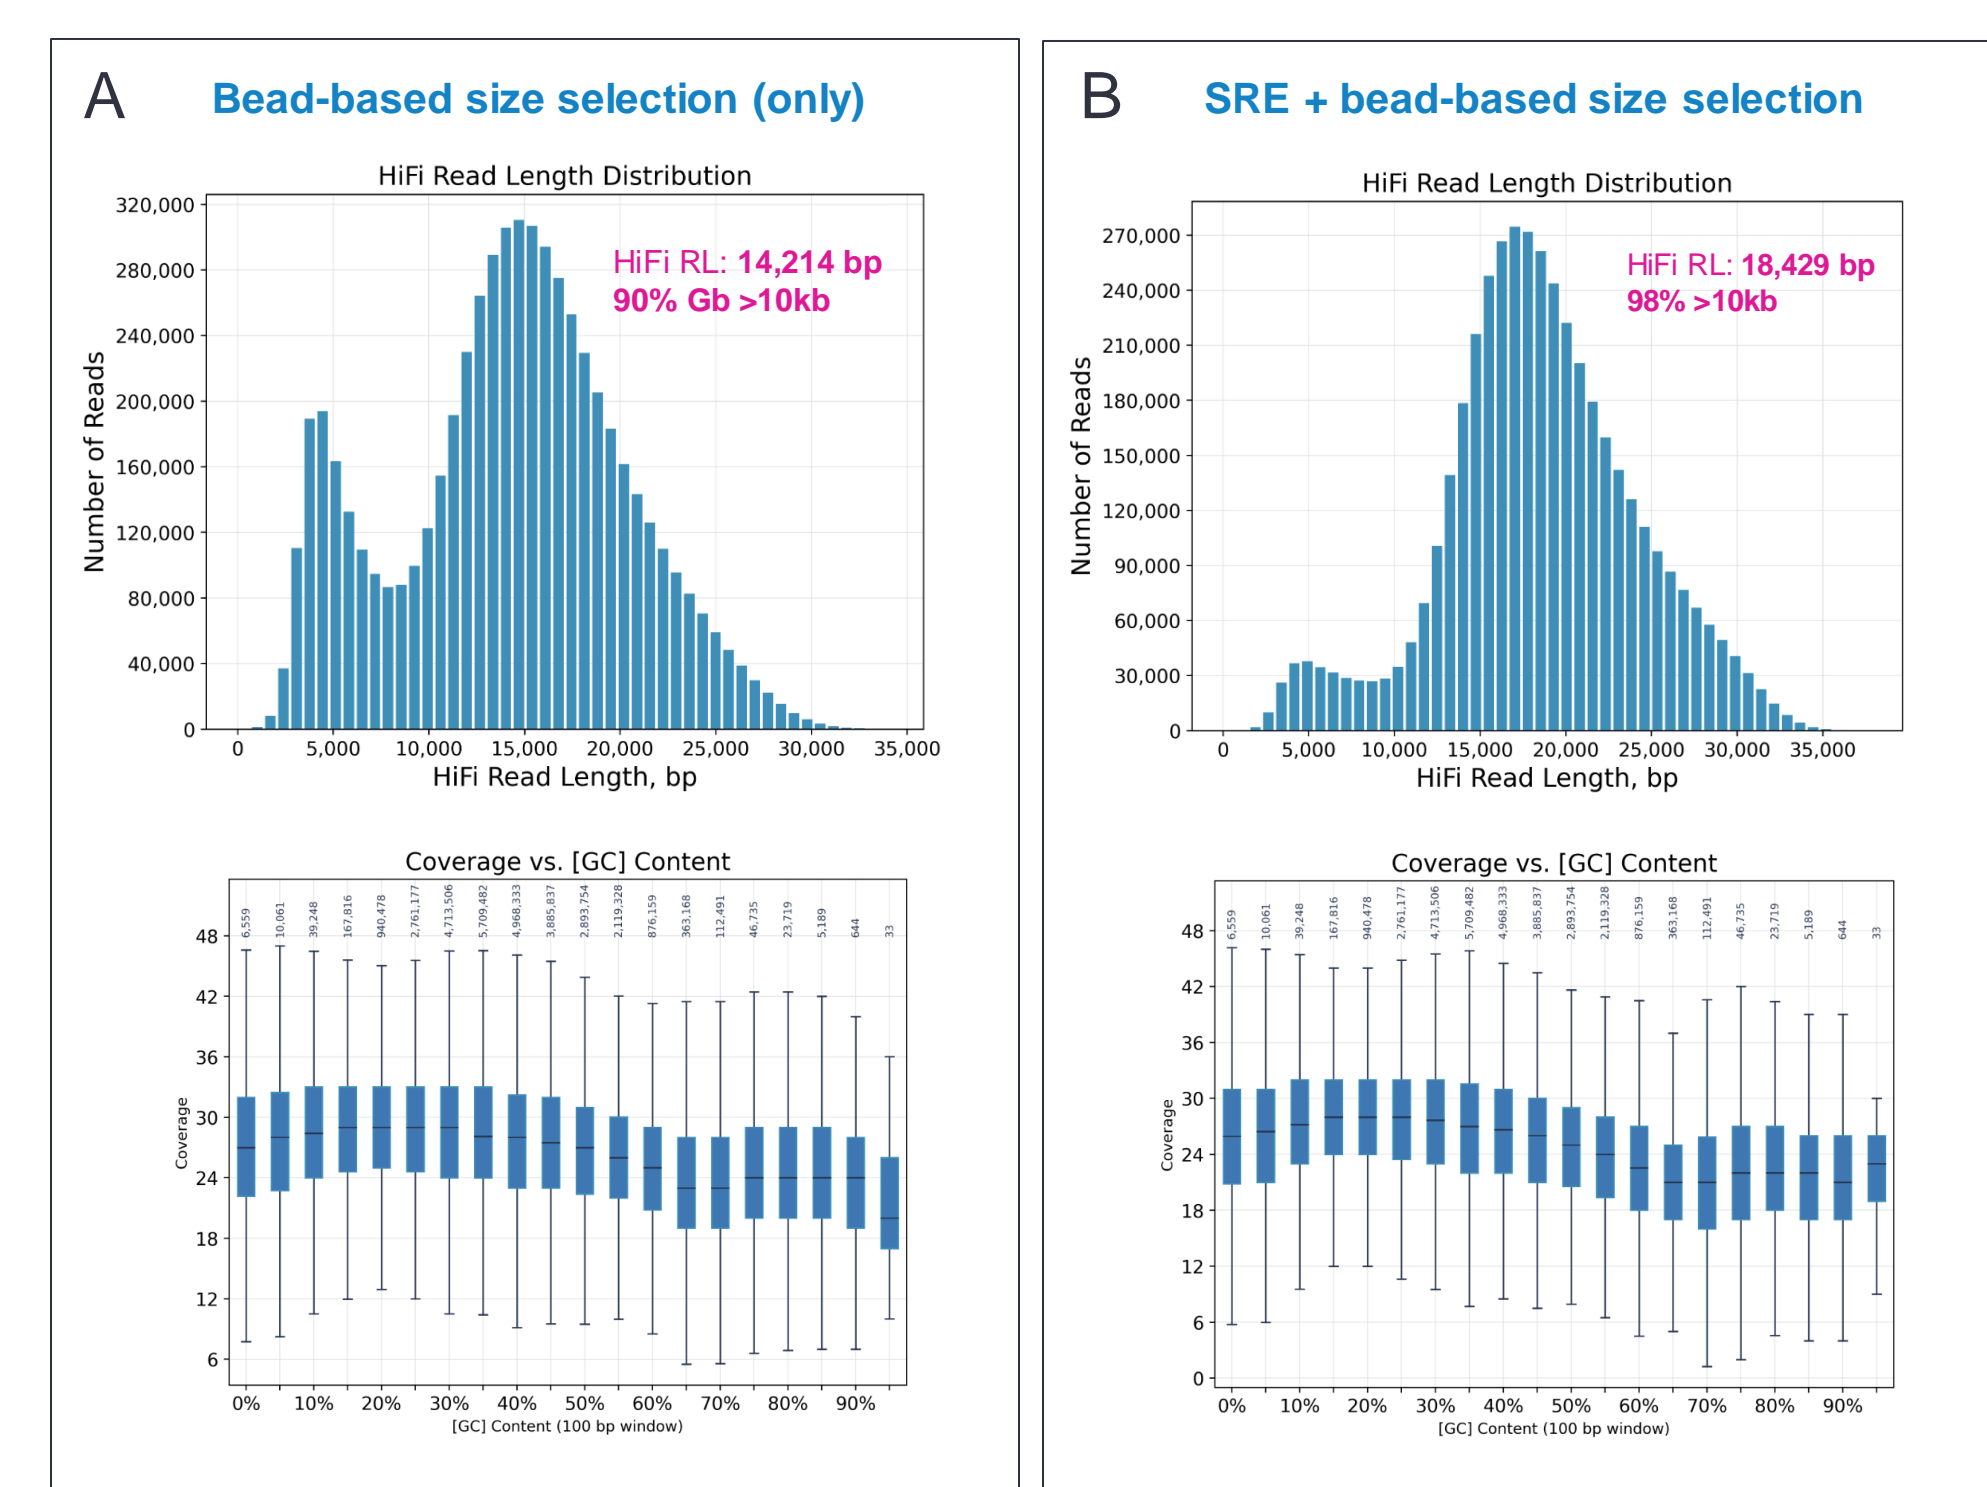 A
Bead-based size selection (only)
HiFi Read Length Distribution
320,000
280,000
240,000
200,000
160,000
120,000
80,000
40,000
0
Number of Reads
HiFi RL: 14,214 bp
90% Gb >10kb
0 5,000 10,000 15,000 20,000 25,000 30,000 35,000
HiFi Read Length, bp
Coverage vs. [GC] Content
6,559 10,061 39,248 167,816 940,478 2,761,177 4,713,506 5,709,482 4,968,333 3,885,837 2,893,754 2,119,328 876,159 363,168 112,491 46,735 23,719 5,189 644 33
48
42
36
30
24
18
12
6
Coverage
0% 10% 20% 30% 40% 50% 60% 70% 80% 90%
[GC] Content (100 bp window)
B
SRE + bead-based size selection
HiFi Read Length Distribution
270,000
240,000
210,000
180,000
150,000
120,000
90,000
60,000
30,000
0
Number of Reads
HiFi RL: 18,429 bp
98% >10kb
0 5,000 10,000 15,000 20,000 25,000 30,000 35,000
HiFi Read Length, bp
Coverage vs. [GC] Content
6,559 10,061 39,248 167,816 940,478 2,761,177 4,713,506 5,709,482 4,968,333 3,885,837 2,893,754 2,119,328 876,159 363,168 112,491 46,735 23,719 5,189 644 33
48
42
36
30
24
18
12
6
0
Coverage
0% 10% 20% 30% 40% 50% 60% 70% 80% 90%
[GC] Content (100 bp window)